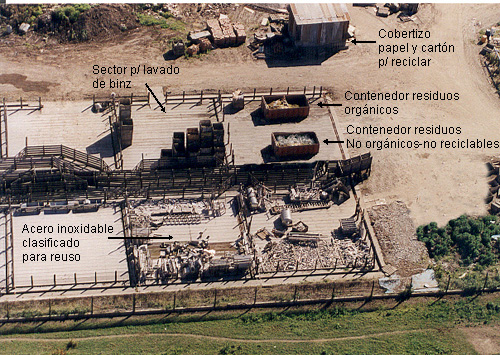 Cobertizo
papel y cartón
p/ reciclar
Sector p/ lavado
de binz
Contenedor residuos
orgánicos
Contenedor residuos
No orgánicos-no reciclables
Acero inoxidable
clasificado
para reuso